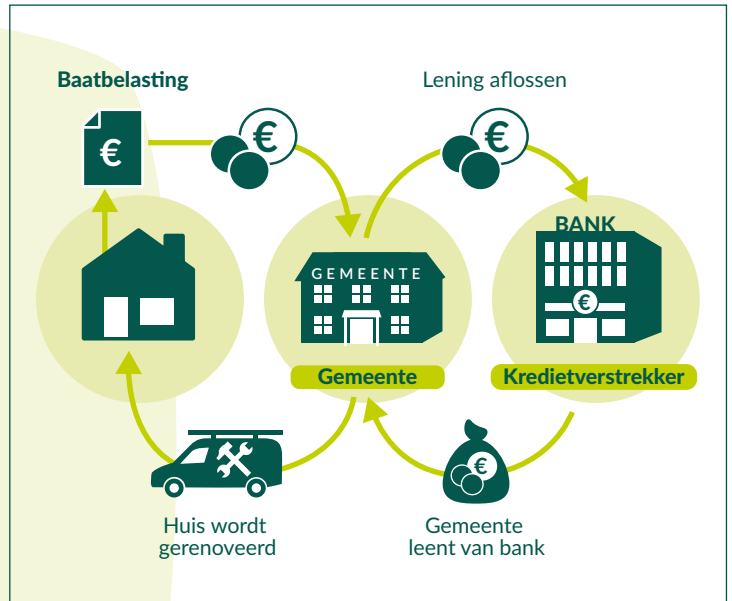 Baatbelasting
Lening aflossen
€
€
€
BANK
GEMEENTE
€
Gemeente
Kredietverstrekker
€
Huis wordt
gerenoveerd
Gemeente
leent van bank